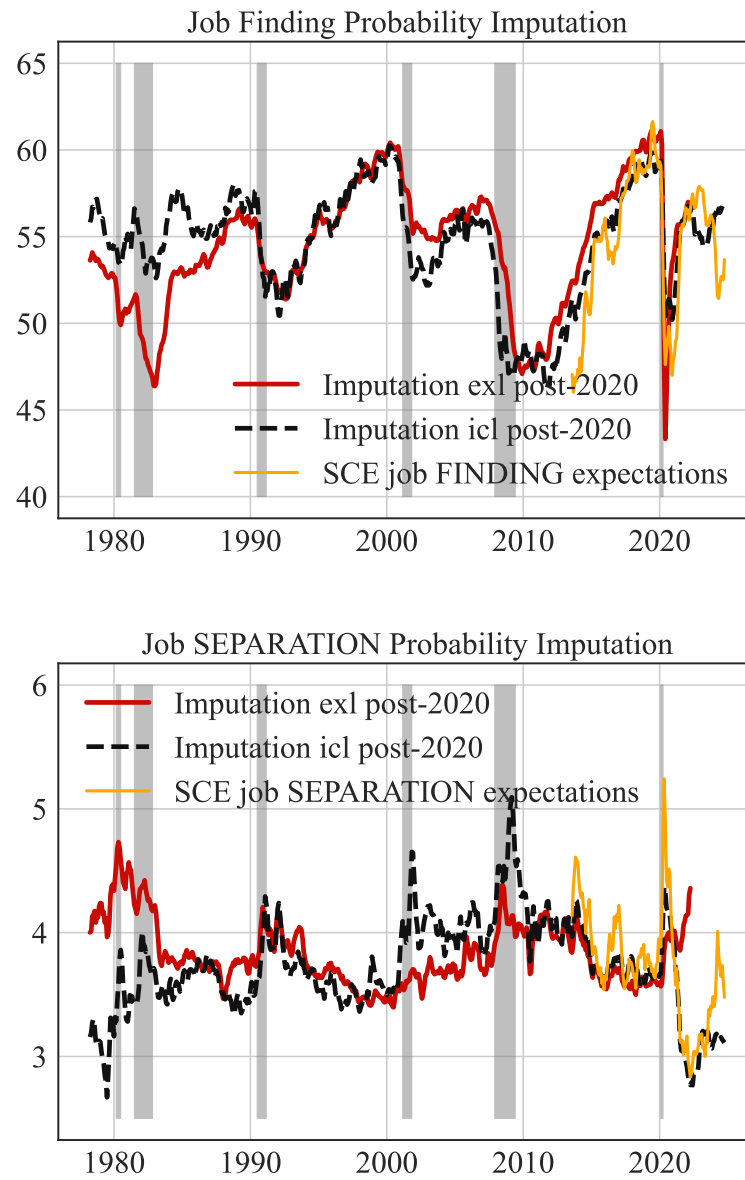 Job Finding Probability Imputation
65
60
55
50
45
40
Imputation exl post-2020
Imputation icl post-2020
SCE job FINDING expectations
1980 1990 2000 2010 2020
Job SEPARATION Probability Imputation
6
5
4
3
Imputation exl post-2020
Imputation icl post-2020
SCE job SEPARATION expectations
1980 1990 2000 2010 2020